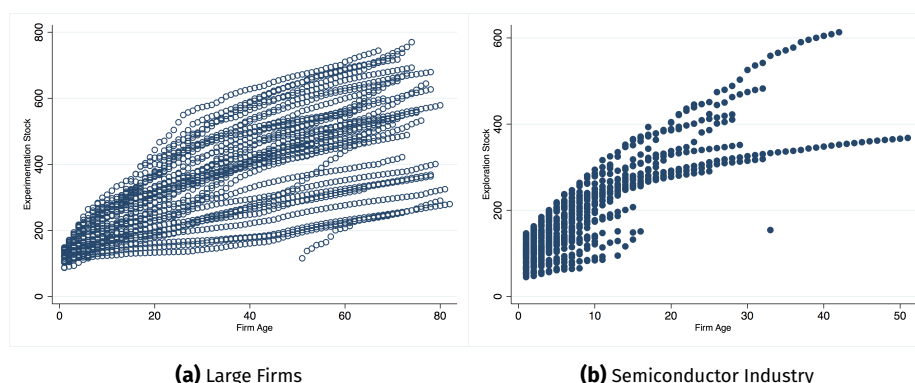 800
600
400
200
0
Experimentation Stock
0 20 40 60 80
Firm Age
(a) Large Firms
600
400
200
0
Exploration Stock
0 10 20 30 40 50
Firm Age
(b) Semiconductor Industry